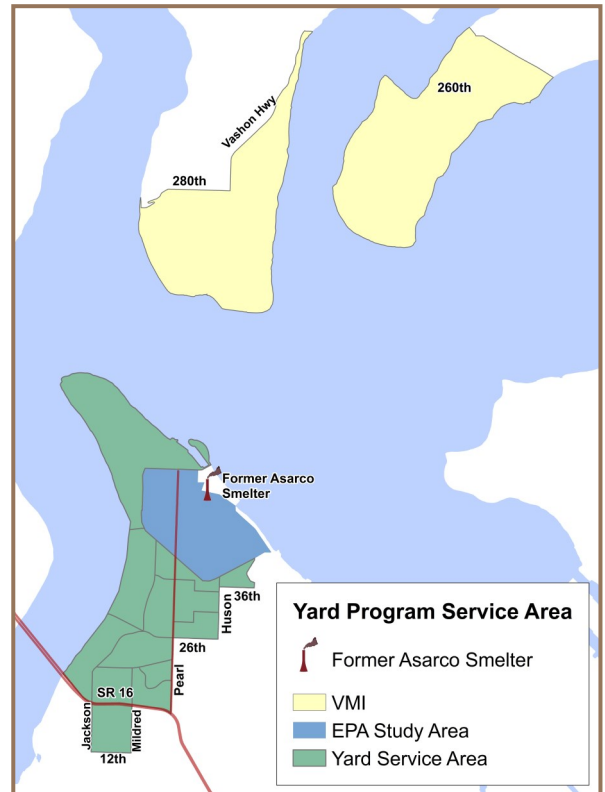 260th
Vashon Hwy
280th
Former Asarco
Smelter
36th
Huson
26th
Pearl
SR 16
Jackson
Mildred
12th
Yard Program Service Area
Former Asarco Smelter
VMI
EPA Study Area
Yard Service Area